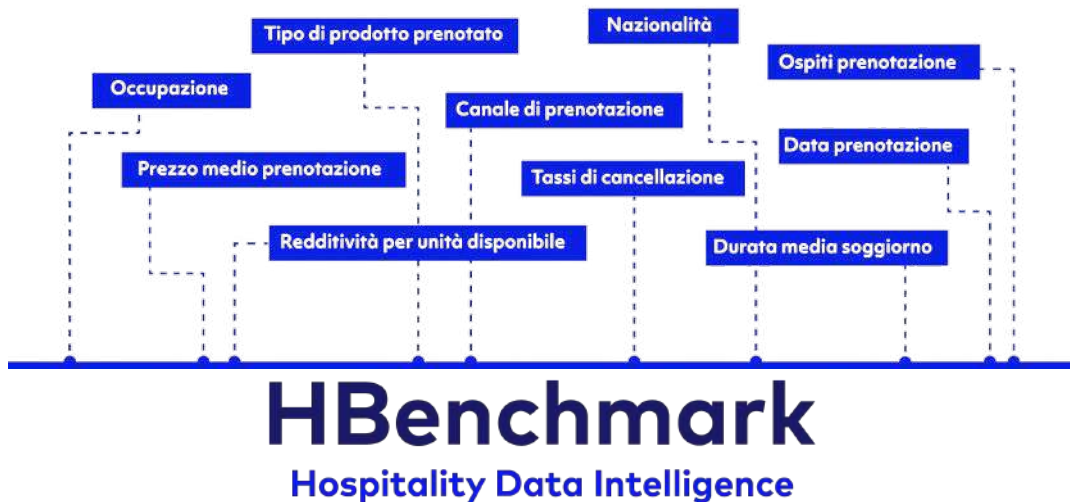 Tipo di prodotto prenotato
Nazionalità
Ospiti prenotazione
Occupazione
Canale di prenotazione
Data prenotazione
Prezzo medio prenotazione
Tassi di cancellazione
Redditività per unità disponibile
Durata media soggiorno
HBenchmark
Hospitality Data Intelligence